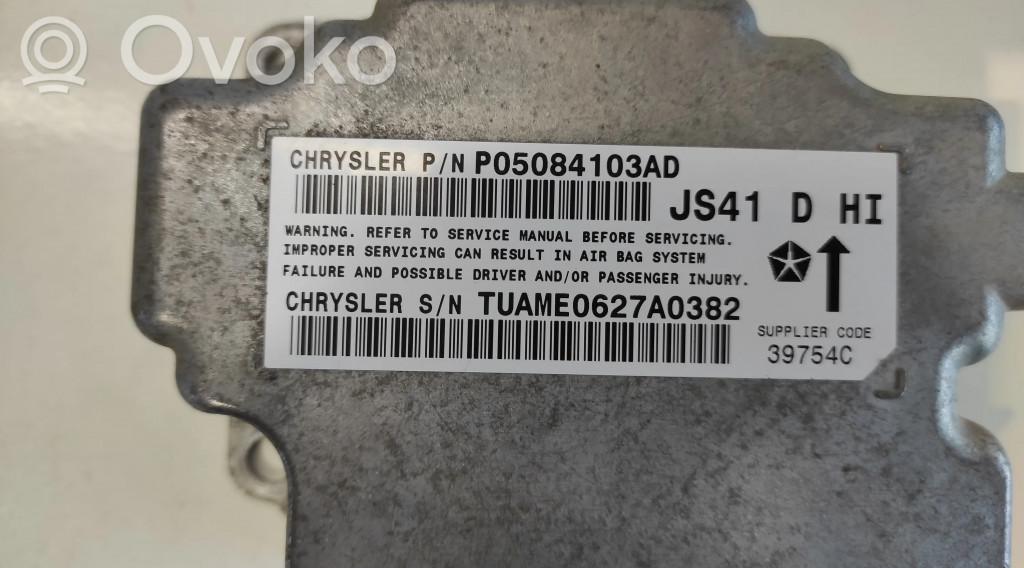 Ovoko
CHRYSLER P/N P05084103AD
JS41 D HI
WARNING. REFER TO SERVICE MANUAL BEFORE SERVICING.
IMPROPER SERVICING CAN RESULT IN AIR BAG SYSTEM
FAILURE AND POSSIBLE DRIVER AND/OR PASSENGER INJURY.
CHRYSLER S/N TUAME0627A0382
SUPPLIER CODE
39754C